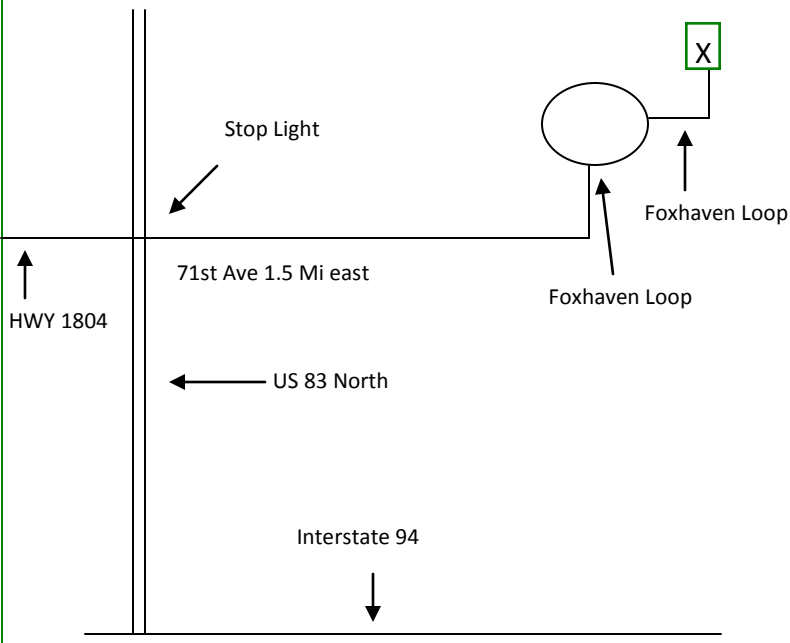 X
Stop Light
Foxhaven Loop
71st Ave 1.5 Mi east
Foxhaven Loop
HWY 1804
US 83 North
Interstate 94